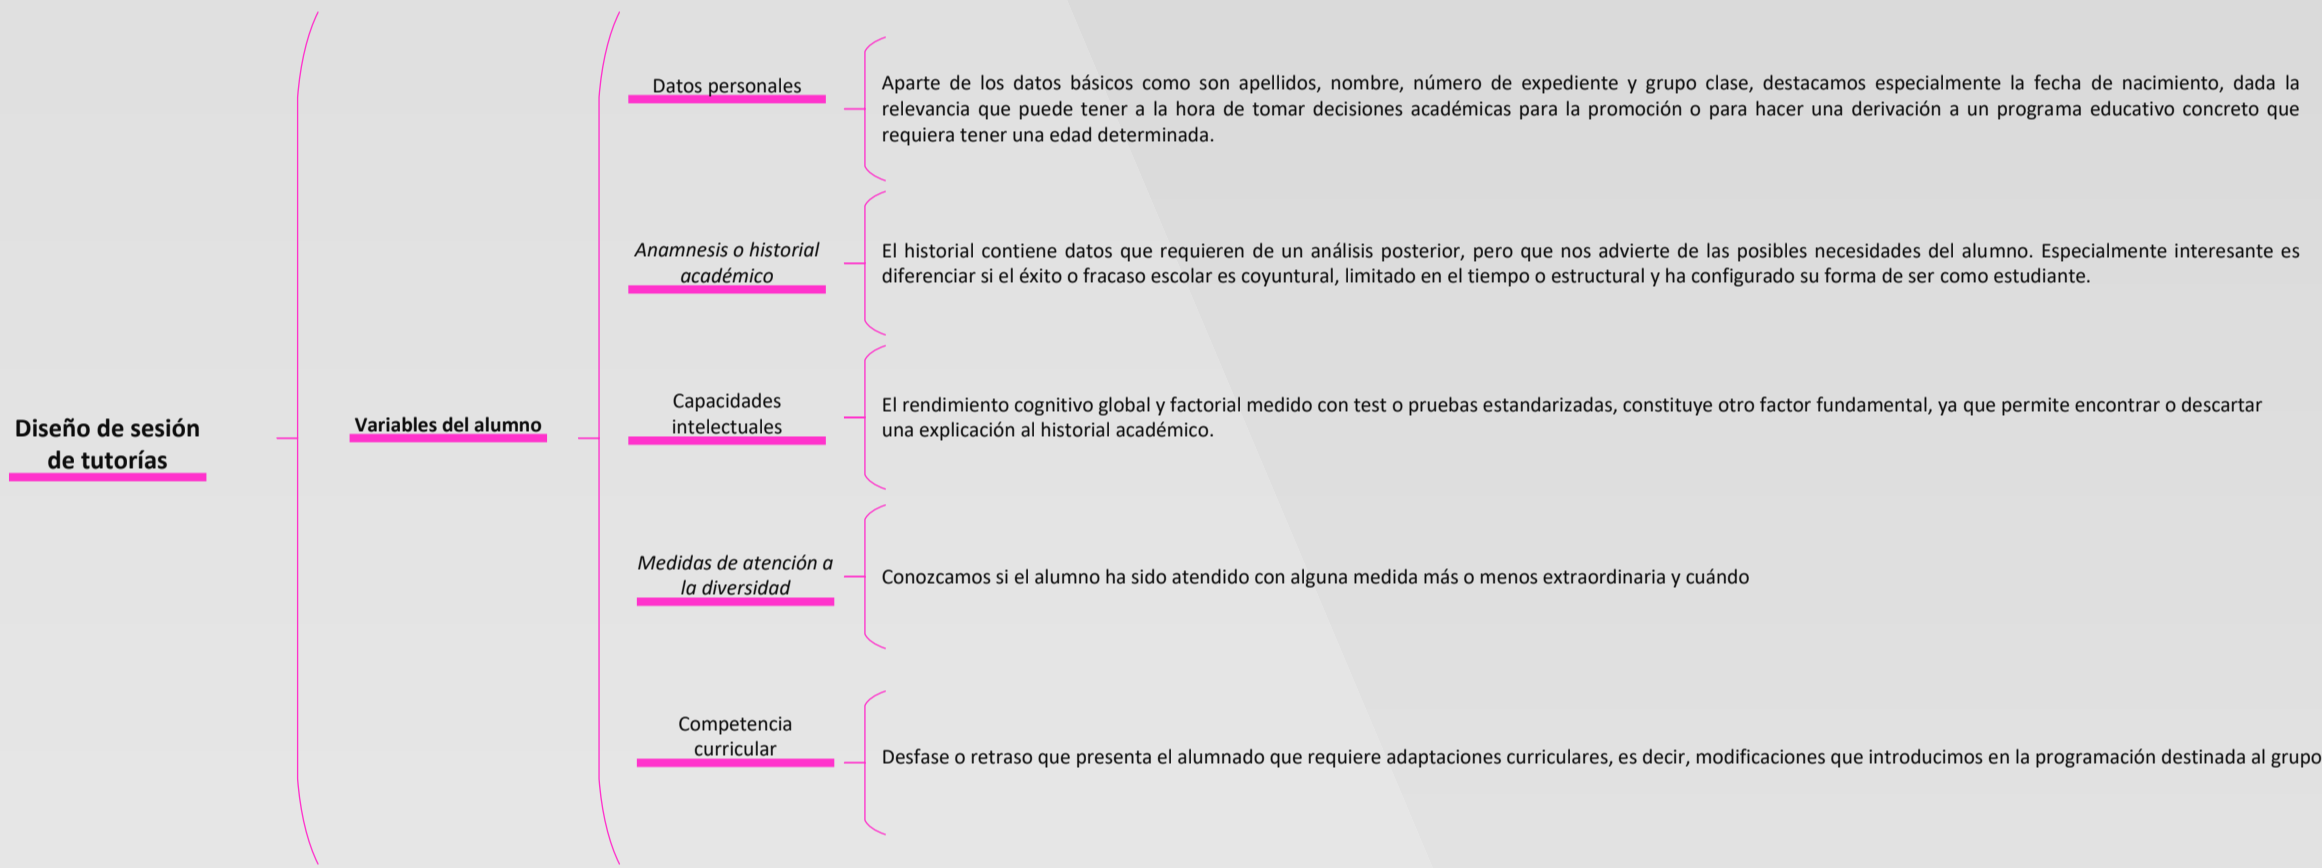 Diseño de sesión
de tutorías
Variables del alumno
Datos personales
Aparte de los datos básicos como son apellidos, nombre, número de expediente y grupo clase, destacamos especialmente la fecha de nacimiento, dada la
relevancia que puede tener a la hora de tomar decisiones académicas para la promoción o para hacer una derivación a un programa educativo concreto que
requiera tener una edad determinada.
Anamnesis o historial
académico
El historial contiene datos que requieren de un análisis posterior, pero que nos advierte de las posibles necesidades del alumno. Especialmente interesante es
diferenciar si el éxito o fracaso escolar es coyuntural, limitado en el tiempo o estructural y ha configurado su forma de ser como estudiante.
Capacidades
intelectuales
El rendimiento cognitivo global y factorial medido con test o pruebas estandarizadas, constituye otro factor fundamental, ya que permite encontrar o descartar
una explicación al historial académico.
Medidas de atención a
la diversidad
Conozcamos si el alumno ha sido atendido con alguna medida más o menos extraordinaria y cuándo
Competencia
curricular
Desfase o retraso que presenta el alumnado que requiere adaptaciones curriculares, es decir, modificaciones que introducimos en la programación destinada al grupo